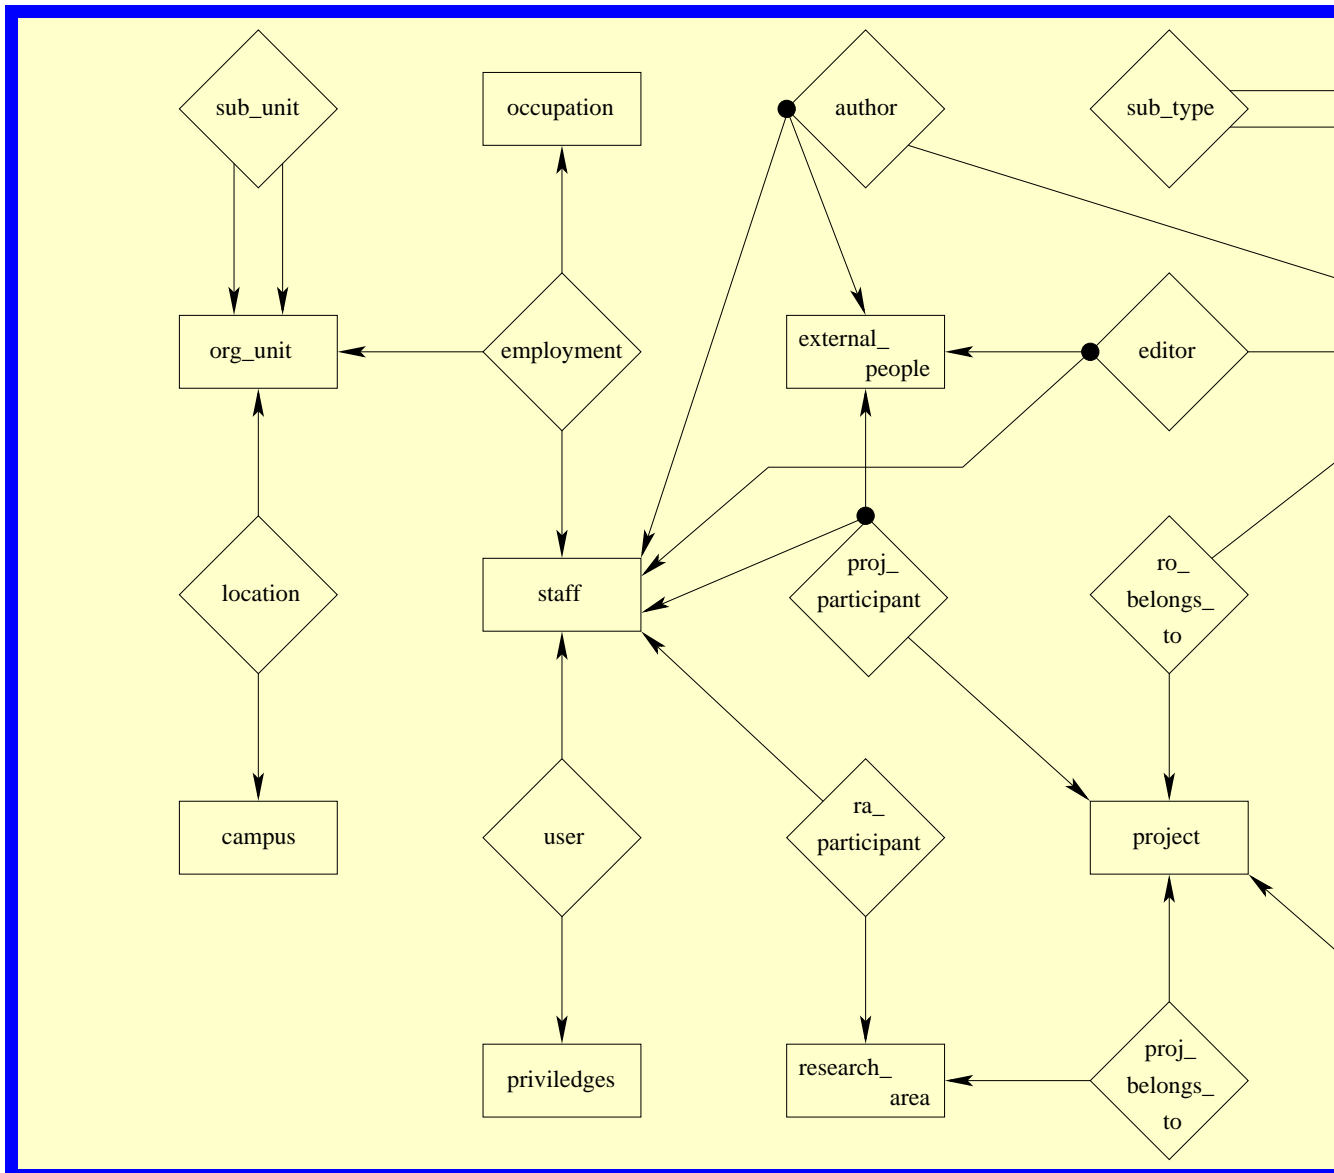 sub_unit
occupation
author
sub_type
org_unit
employment
external_
people
editor
location
staff
proj_
participant
ro_
belongs_
to
campus
user
ra_
participant
project
priviledges
research_
area
proj_
belongs_
to